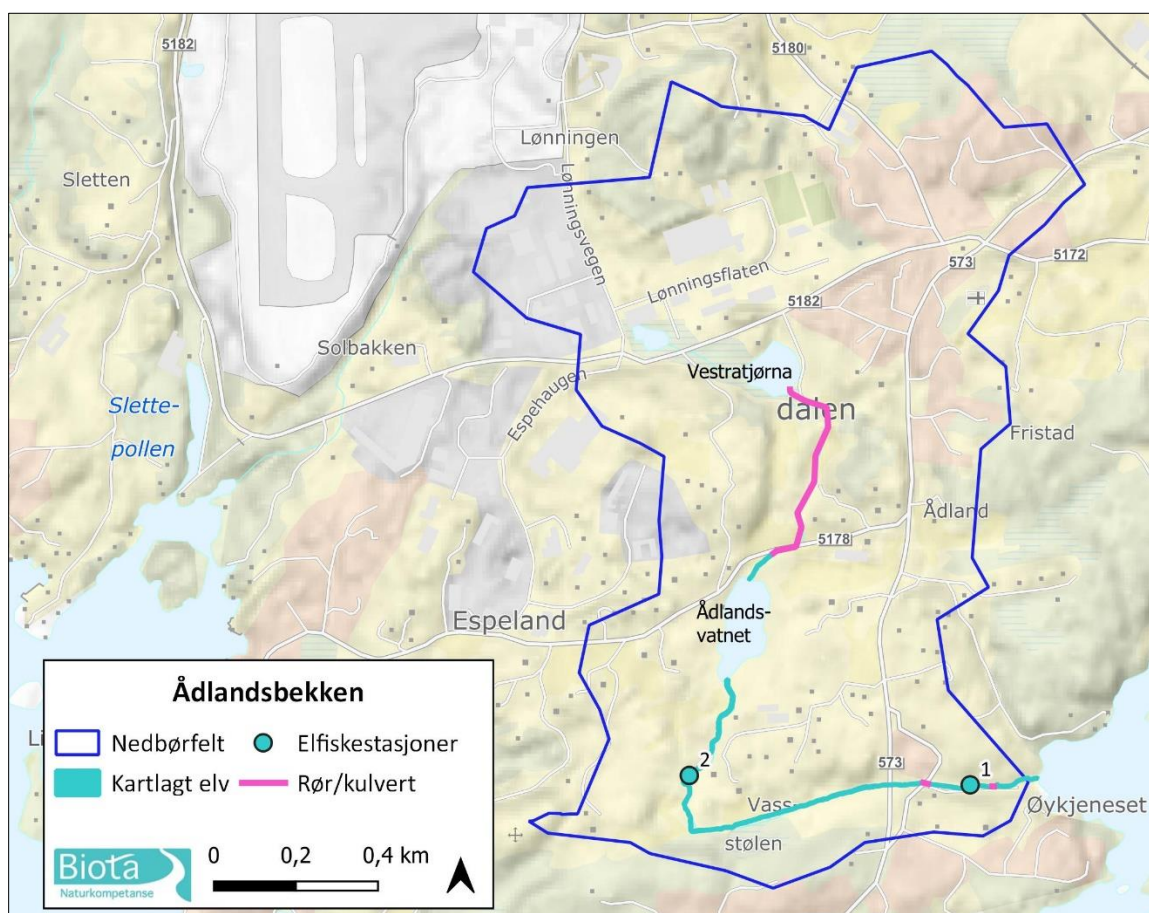 5182
5180
Lønningen
Sletten
Lønningsvegen
573
5172
Lønningsflaten
5182
Solbakken
Vestratjørna
Espehaugen
Slette-
pollen
dalen
Fristad
Ådland
5178
Espeland
Ådlands-
vatnet
Ådlandsbekken
Nedbørfelt
Elfiskestasjoner
Kartlagt elv
Rør/kulvert
2
573
1
Vass-
stølen
Øykjeneset
Biota
Naturkompetanse
0 0,2 0,4 km